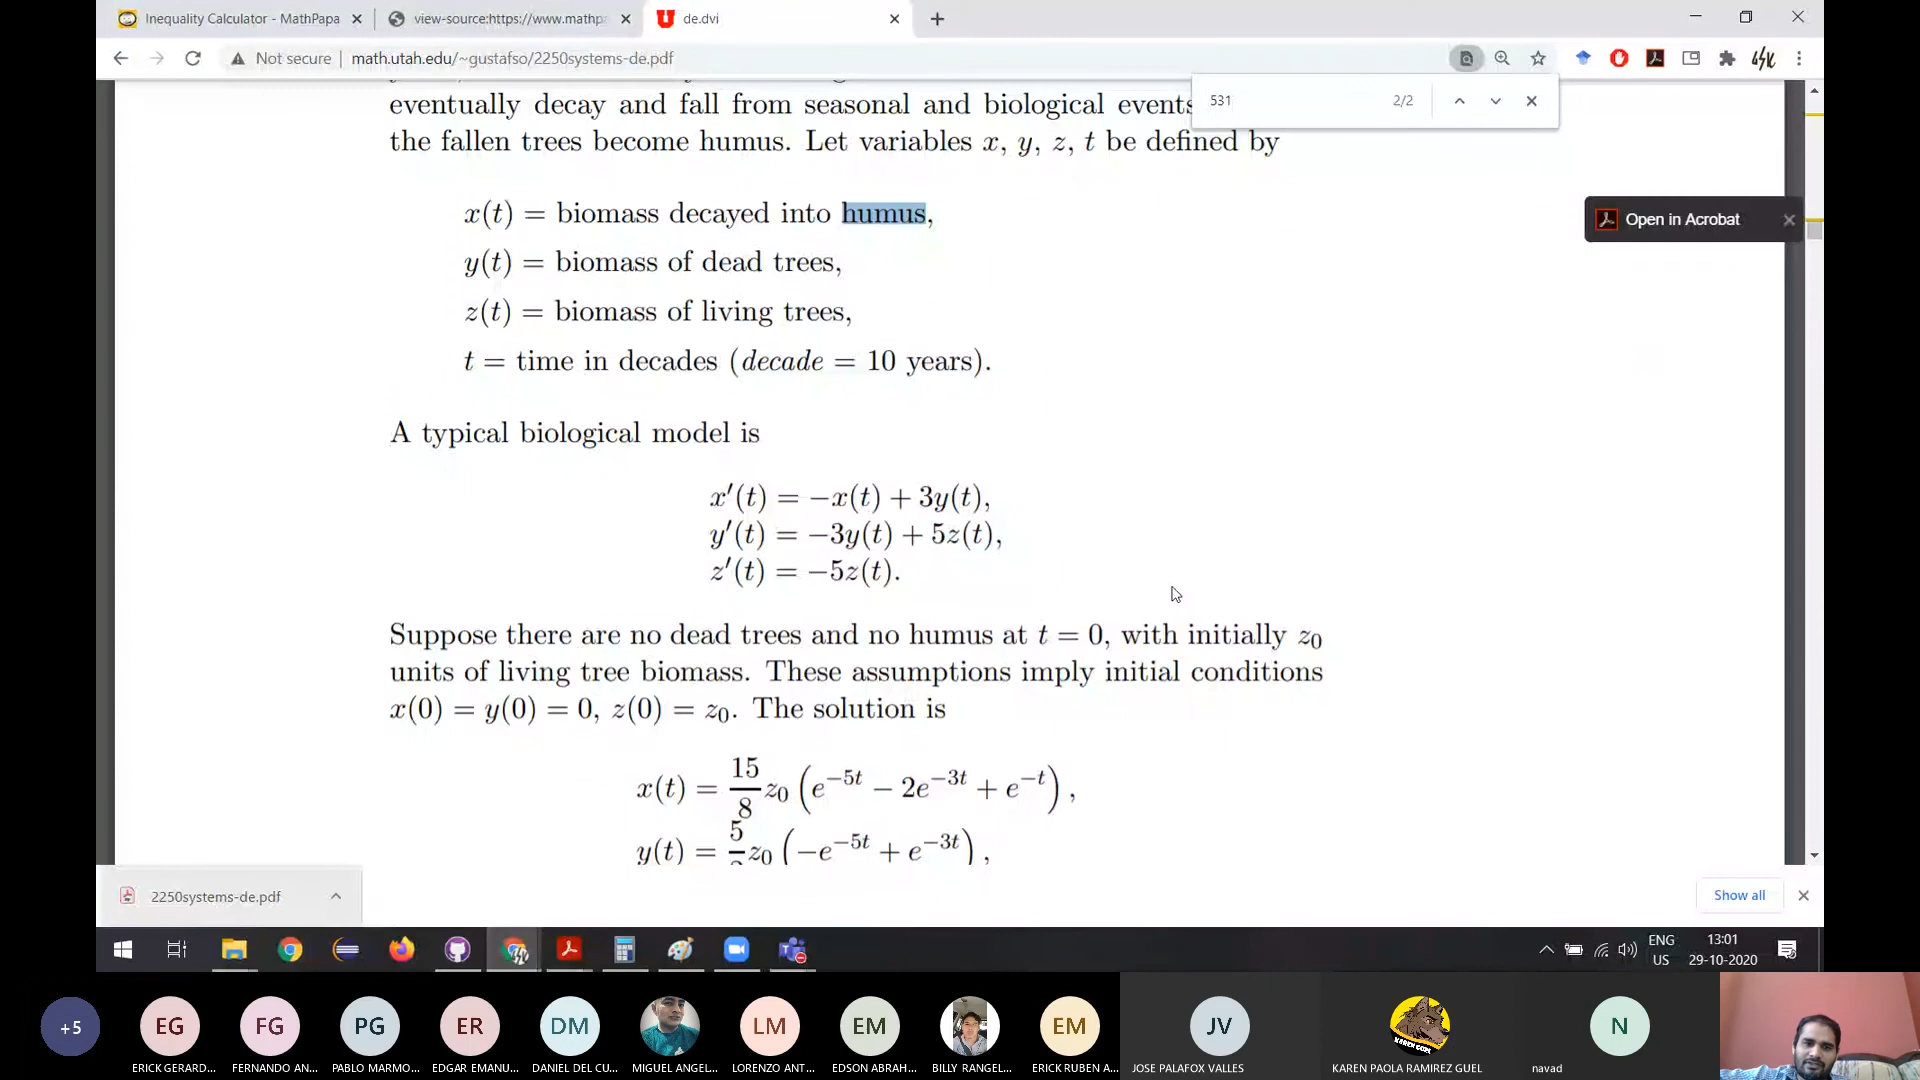 Inequality Calculator - MathPapa
view-source:https://www.mathpa
de.dvi
Not secure | math.utah.edu/~gustafso/2250systems-de.pdf
531 2/2
eventually decay and fall from seasonal and biological events
the fallen trees become humus. Let variables x, y, z, t be defined by
x(t) = biomass decayed into humus,
y(t) = biomass of dead trees,
z(t) = biomass of living trees,
t = time in decades (decade = 10 years).
Open in Acrobat
A typical biological model is
x′(t) = −x(t) + 3y(t),
y′(t) = −3y(t) + 5z(t),
z′(t) = −5z(t).
Suppose there are no dead trees and no humus at t = 0, with initially z₀
units of living tree biomass. These assumptions imply initial conditions
x(0) = y(0) = 0, z(0) = z₀. The solution is
x(t) = 15/8 z₀ (e⁻⁵ᵗ − 2e⁻³ᵗ + e⁻ᵗ),
y(t) = 5/ z₀ (−e⁻⁵ᵗ + e⁻³ᵗ),
2250systems-de.pdf
Show all
ENG
US
13:01
29-10-2020
+5
EG
FG
PG
ER
DM
LM
EM
EM
JV
KAREN GUEL
N
ERICK GERARD...
FERNANDO AN...
PABLO MARMO...
EDGAR EMANU...
DANIEL DEL CU...
MIGUEL ANGEL...
LORENZO ANT...
EDSON ABRAH...
BILLY RANGEL...
ERICK RUBEN A...
JOSE PALAFOX VALLES
KAREN PAOLA RAMIREZ GUEL
navad